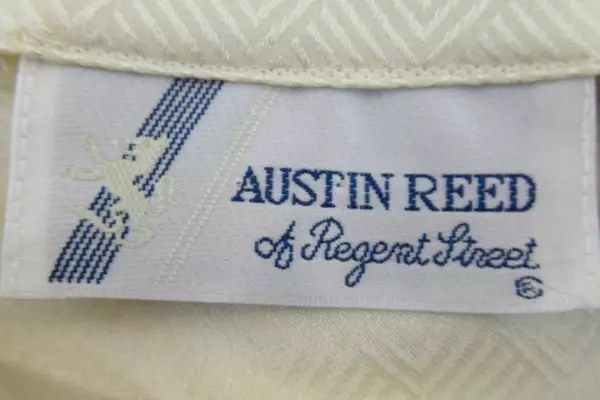 AUSTIN REED
Of Regent Street